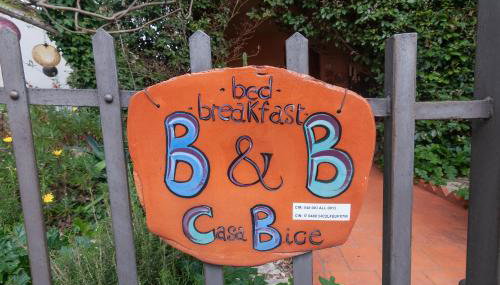 bed
breakfast
B & B
Casa Bice